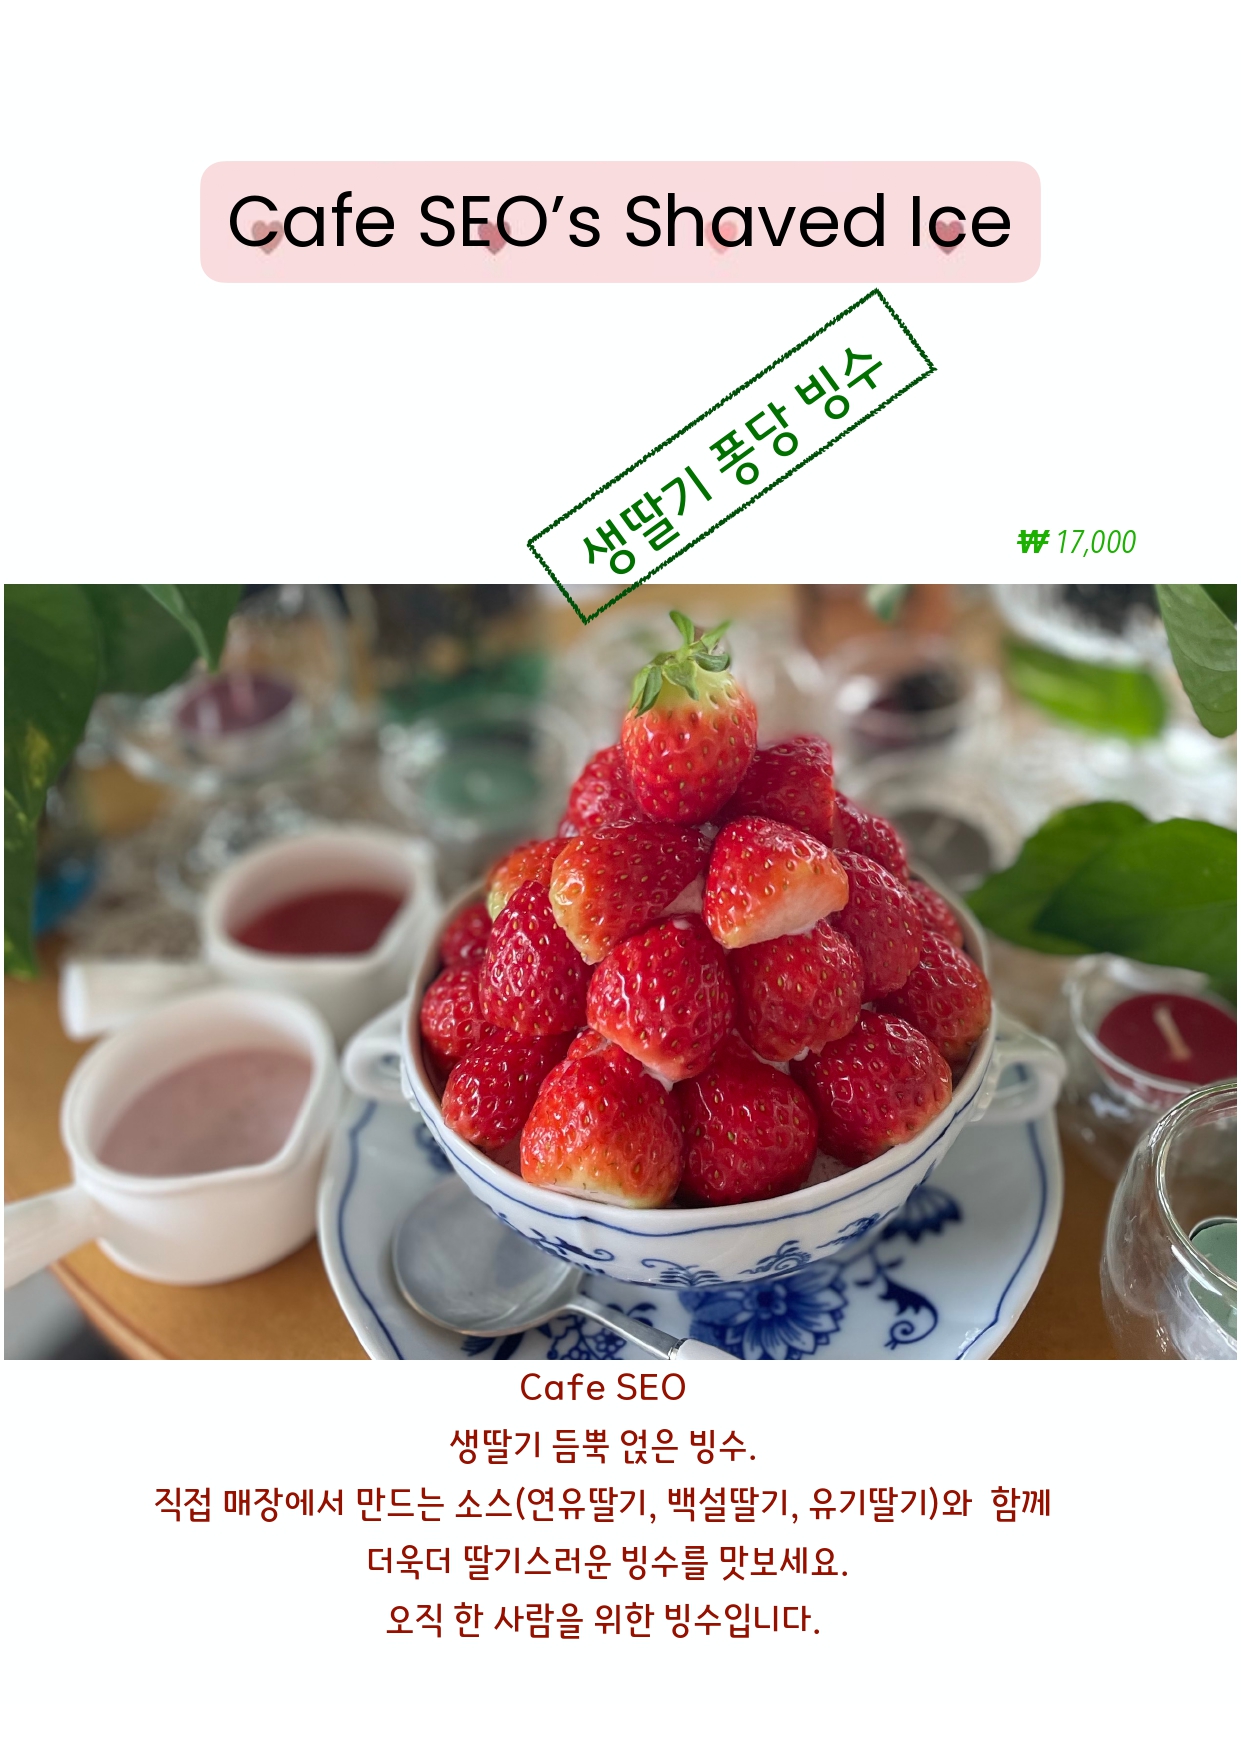 Cafe SEO’s Shaved Ice
생딸기 퐁당 빙수
₩ 17,000
Cafe SEO
생딸기 듬뿍 얹은 빙수.
직접 매장에서 만드는 소스(연유딸기, 백설딸기, 유기딸기)와 함께
더욱더 딸기스러운 빙수를 맛보세요.
오직 한 사람을 위한 빙수입니다.